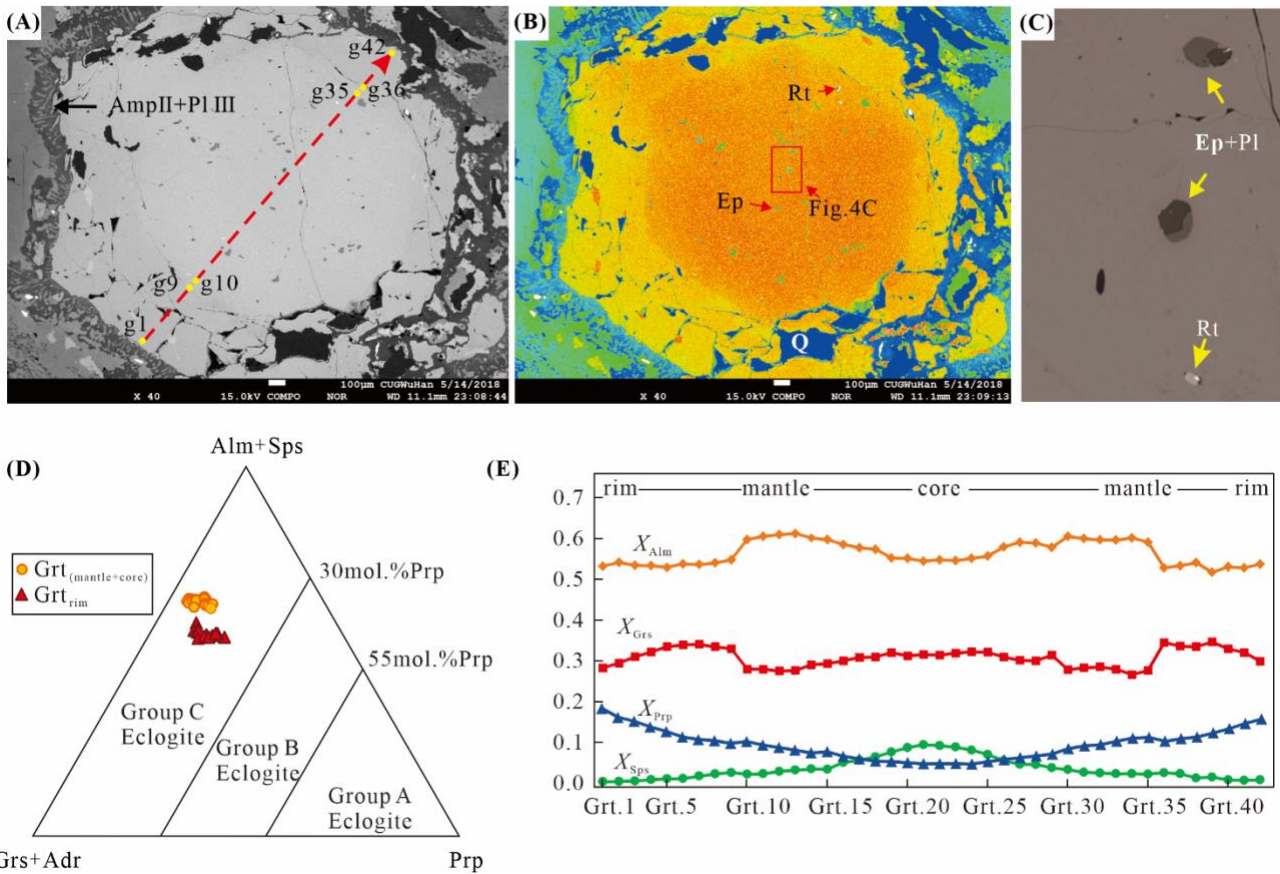 (A)
g42
g35
g36
AmpII+Pl III
g9
g10
g1
100μm CUGWuHan 5/14/2018
X 40 15.0kV COMPO NOR WD 11.1mm 23:08:44
(B)
Rt
Ep
Fig.4C
Q
100μm CUGWuHan 5/14/2018
X 40 15.0kV COMPO NOR WD 11.1mm 23:09:13
(C)
Ep+Pl
Rt
(D)
Alm+Sps
Grt(mantle+core)
Grt rim
30mol.%Prp
55mol.%Prp
Group C
Eclogite
Group B
Eclogite
Group A
Eclogite
Grs+Adr
Prp
(E)
rim
mantle
core
mantle
rim
0.7
0.6
0.5
0.4
0.3
0.2
0.1
0.0
XAlm
XGrs
XPrp
XSps
Grt.1 Grt.5 Grt.10 Grt.15 Grt.20 Grt.25 Grt.30 Grt.35 Grt.40